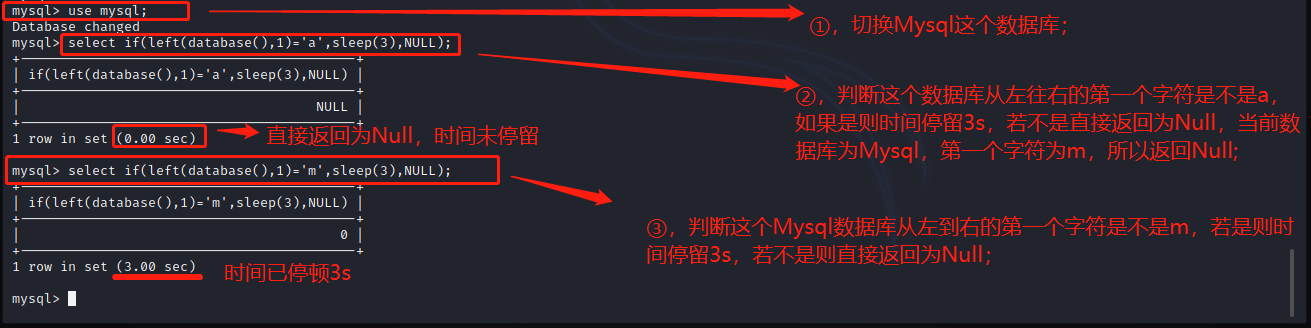 mysql> use mysql;
①，切换Mysql这个数据库；
Database changed
mysql> select if(left(database(),1)='a',sleep(3),NULL);
if(left(database(),1)='a',sleep(3),NULL)
NULL
②，判断这个数据库从左往右的第一个字符是不是a，
如果是则时间停留3s，若不是直接返回为Null，当前数
据库为Mysql，第一个字符为m，所以返回Null;
1 row in set (0.00 sec)
直接返回为Null，时间未停留
mysql> select if(left(database(),1)='m',sleep(3),NULL);
if(left(database(),1)='m',sleep(3),NULL)
0
③，判断这个Mysql数据库从左到右的第一个字符是不是m，若是则时
间停留3s，若不是则直接返回为Null；
1 row in set (3.00 sec)
时间已停顿3s
mysql>